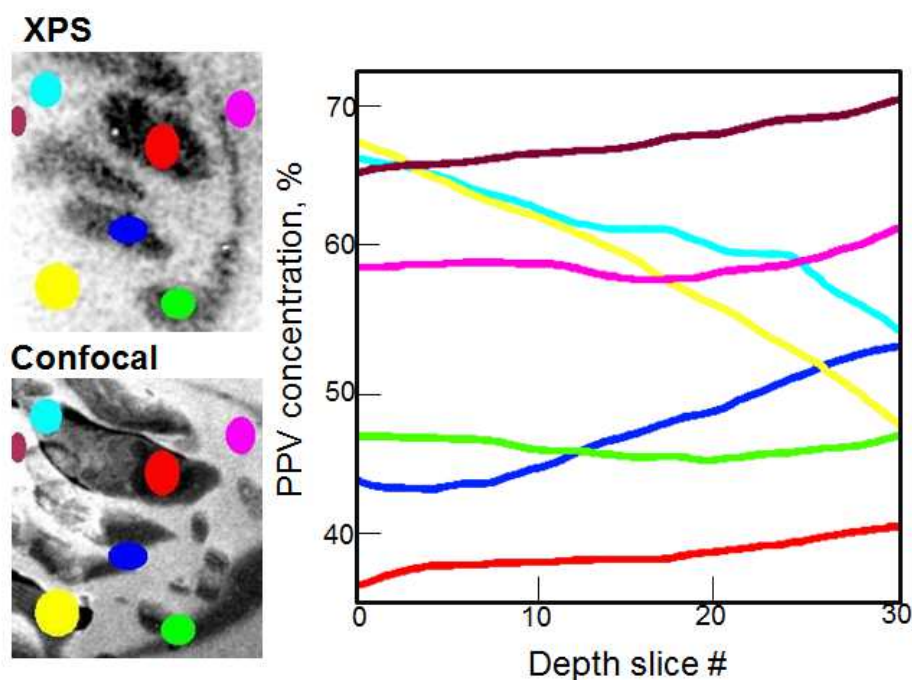 XPS
Confocal
PPV concentration, %
70
60
50
40
0
10
20
30
Depth slice #